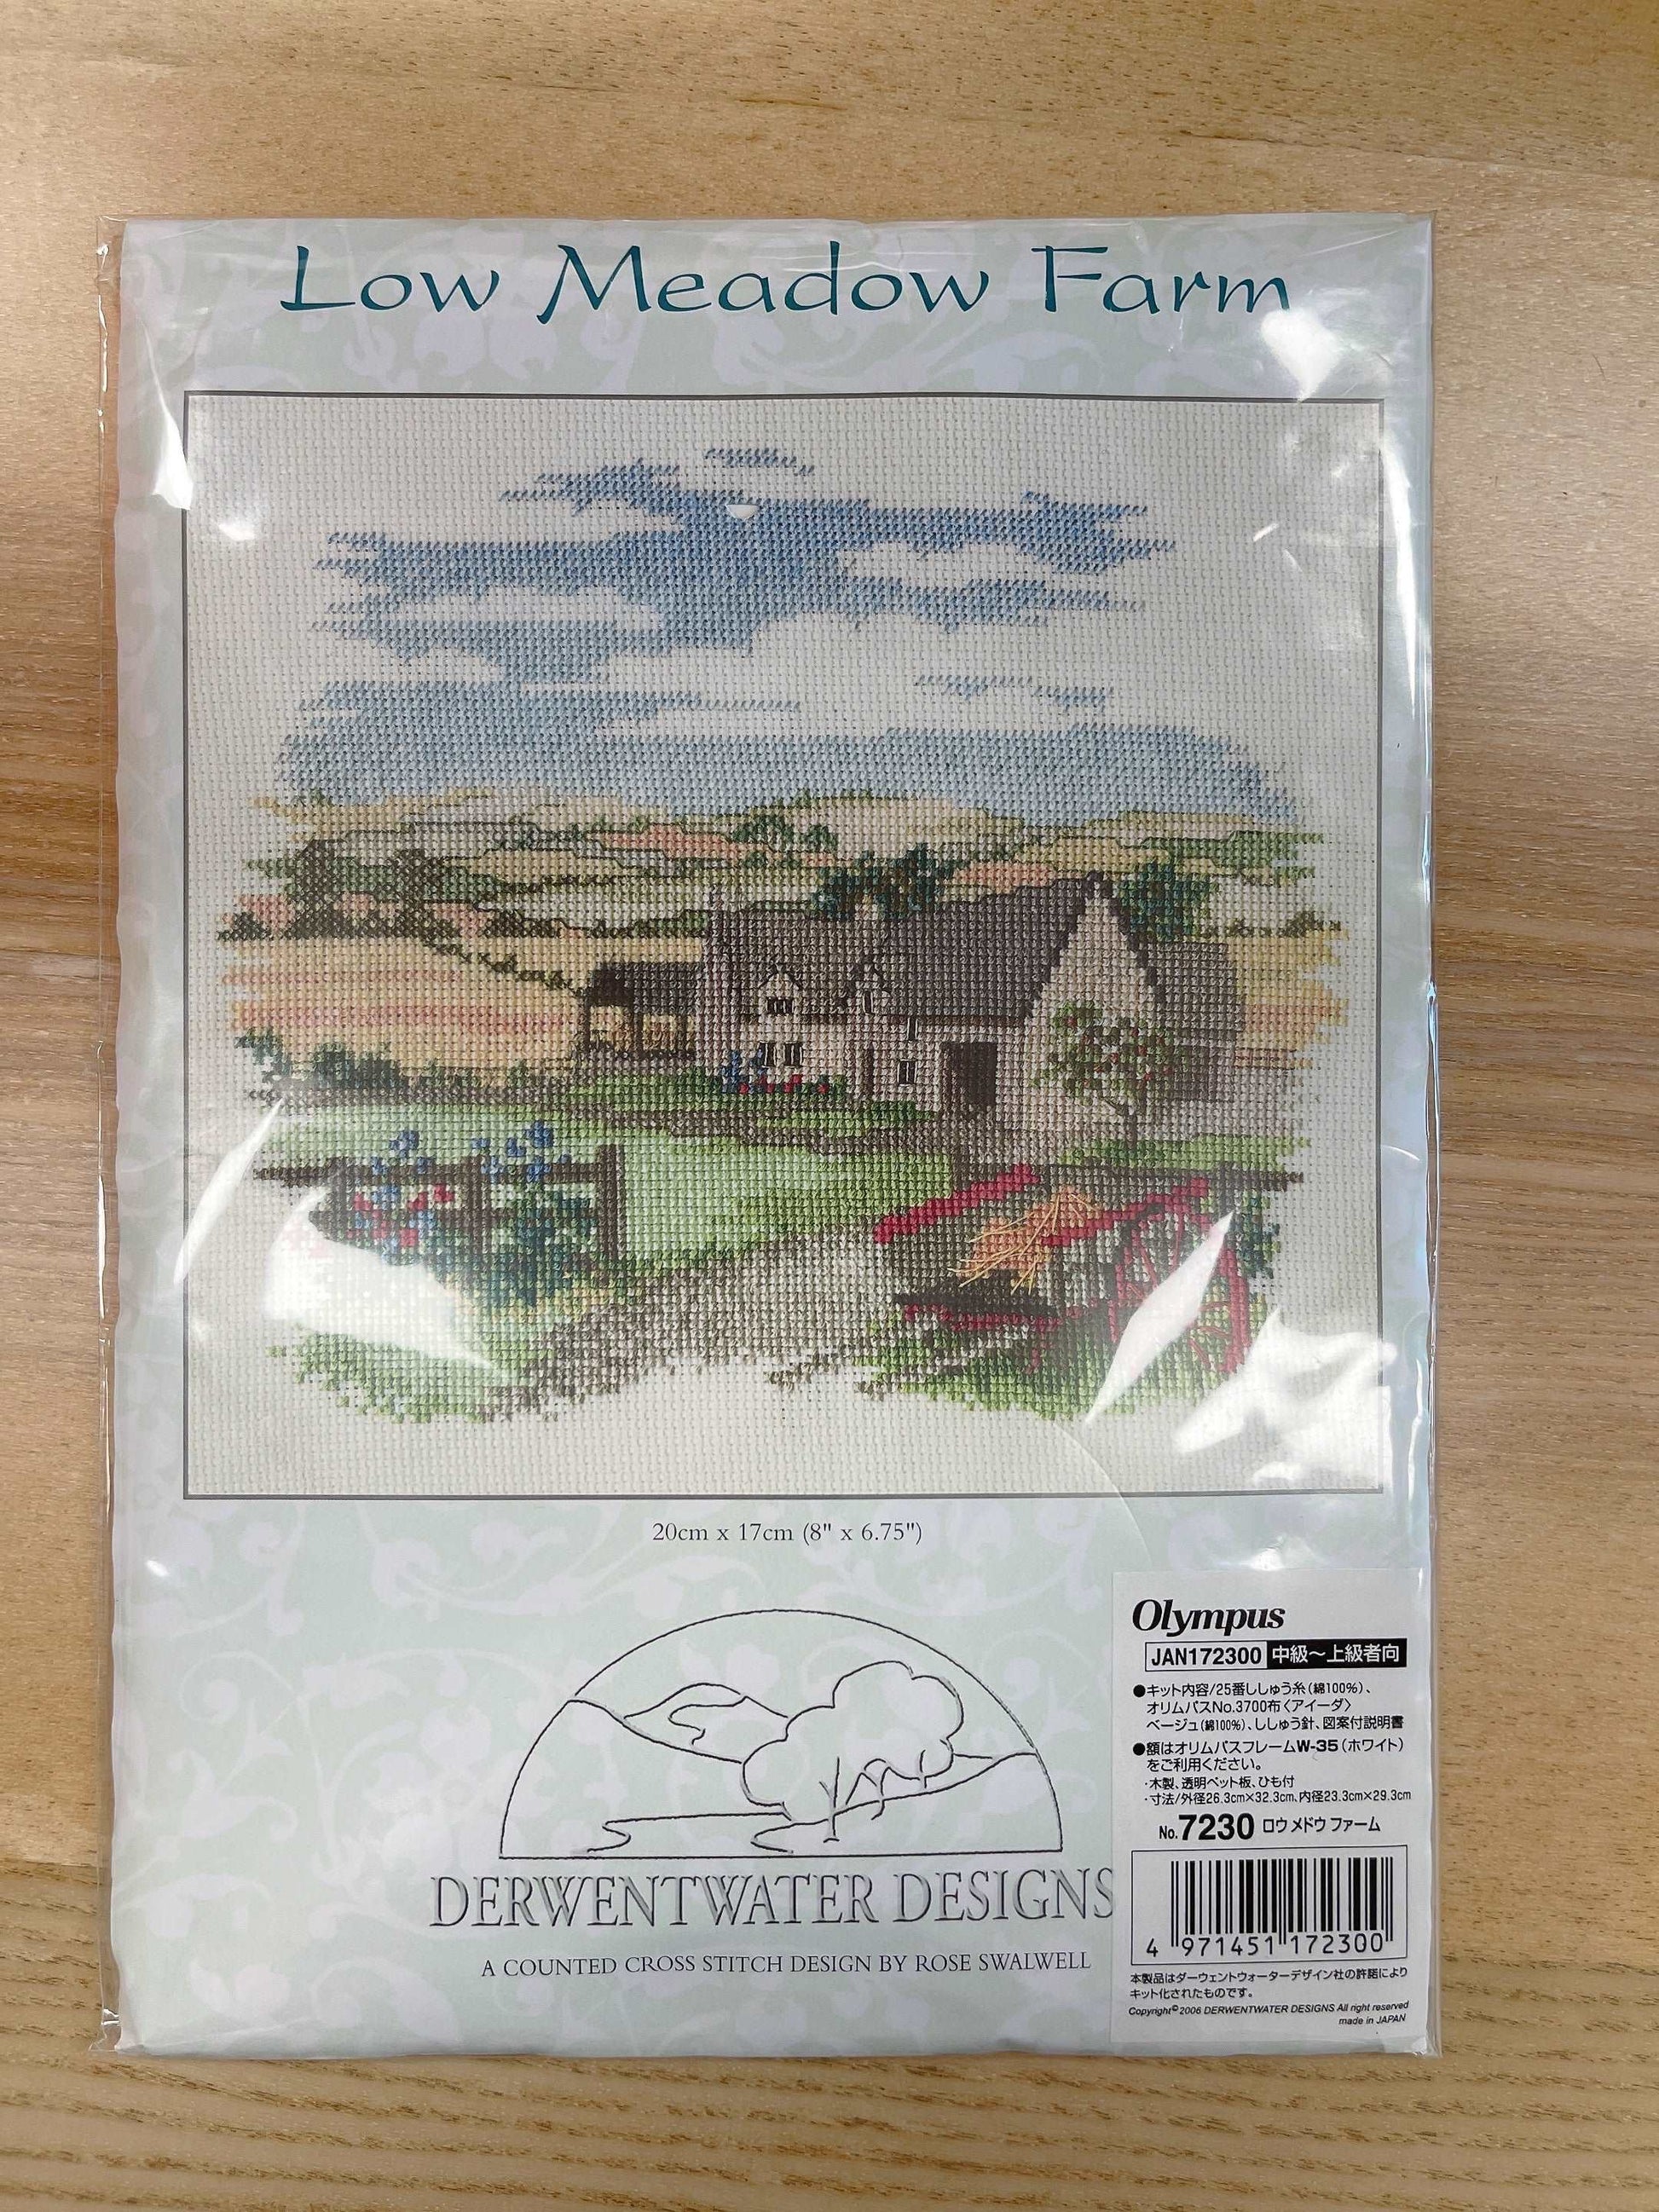 Low Meadow Farm
20cm x 17cm (8" x 6.75")
DERWENTWATER DESIGNS
A COUNTED CROSS STITCH DESIGN BY ROSE SWALWELL
Olympus
JAN172300 中級～上級者向
●キット内容/25番ししゅう糸(綿100%)、
オリムパスNo.3700布〈アイーダ〉
ベージュ(綿100%)、ししゅう針、図案付説明書
●額はオリムパスフレームW-35(ホワイト)
をご利用ください。
・木製、透明ペット板、ひも付
・寸法/外径26.3cm×32.3cm、内径23.3cm×29.3cm
No.7230 ロウ メドウ ファーム
4 971451 172300
本製品はダーウェントウォーターデザイン社の許諾により
キット化されたものです。
Copyright©2006 DERWENTWATER DESIGNS All right reserved
made in JAPAN